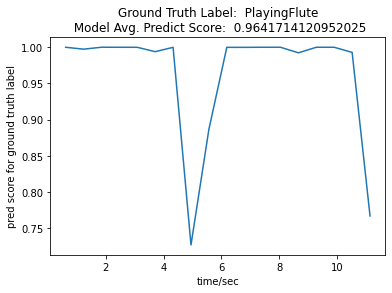 Ground Truth Label:  PlayingFlute
Model Avg. Predict Score:  0.9641714120952025
1.00
0.95
0.90
0.85
0.80
0.75
pred score for ground truth label
2
4
6
8
10
time/sec